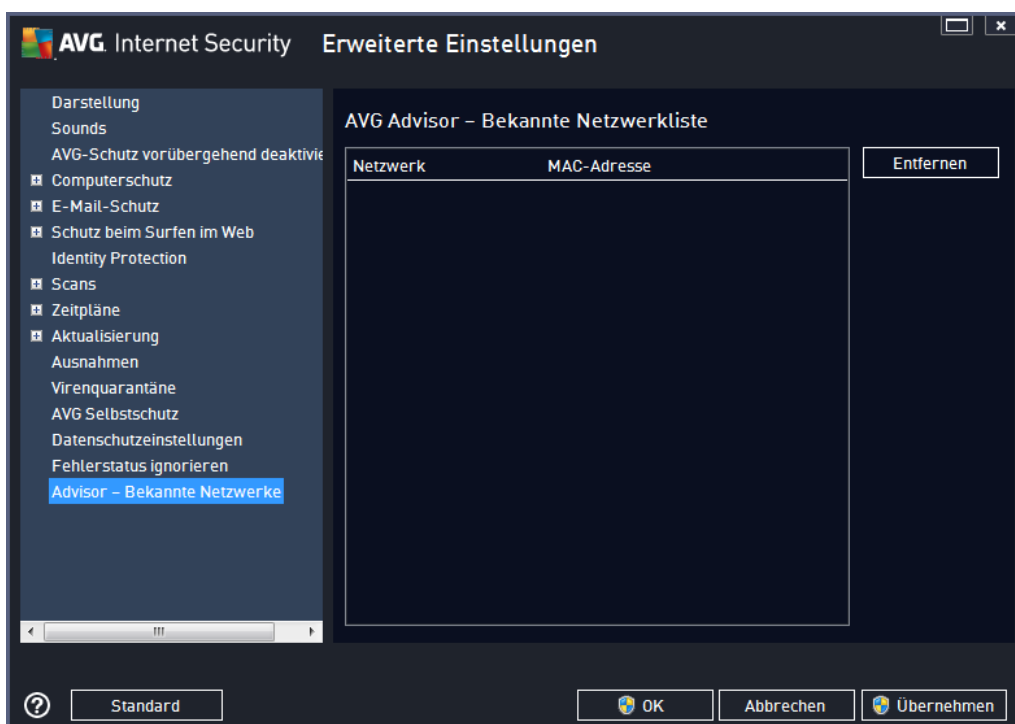 AVG. Internet Security Erweiterte Einstellungen
Darstellung
Sounds
AVG-Schutz vorübergehend deaktivie
Computerschutz
E-Mail-Schutz
Schutz beim Surfen im Web
Identity Protection
Scans
Zeitpläne
Aktualisierung
Ausnahmen
Virenquarantäne
AVG Selbstschutz
Datenschutzeinstellungen
Fehlerstatus ignorieren
Advisor – Bekannte Netzwerke
AVG Advisor – Bekannte Netzwerkliste
Netzwerk MAC-Adresse
Entfernen
Standard
OK
Abbrechen
Übernehmen